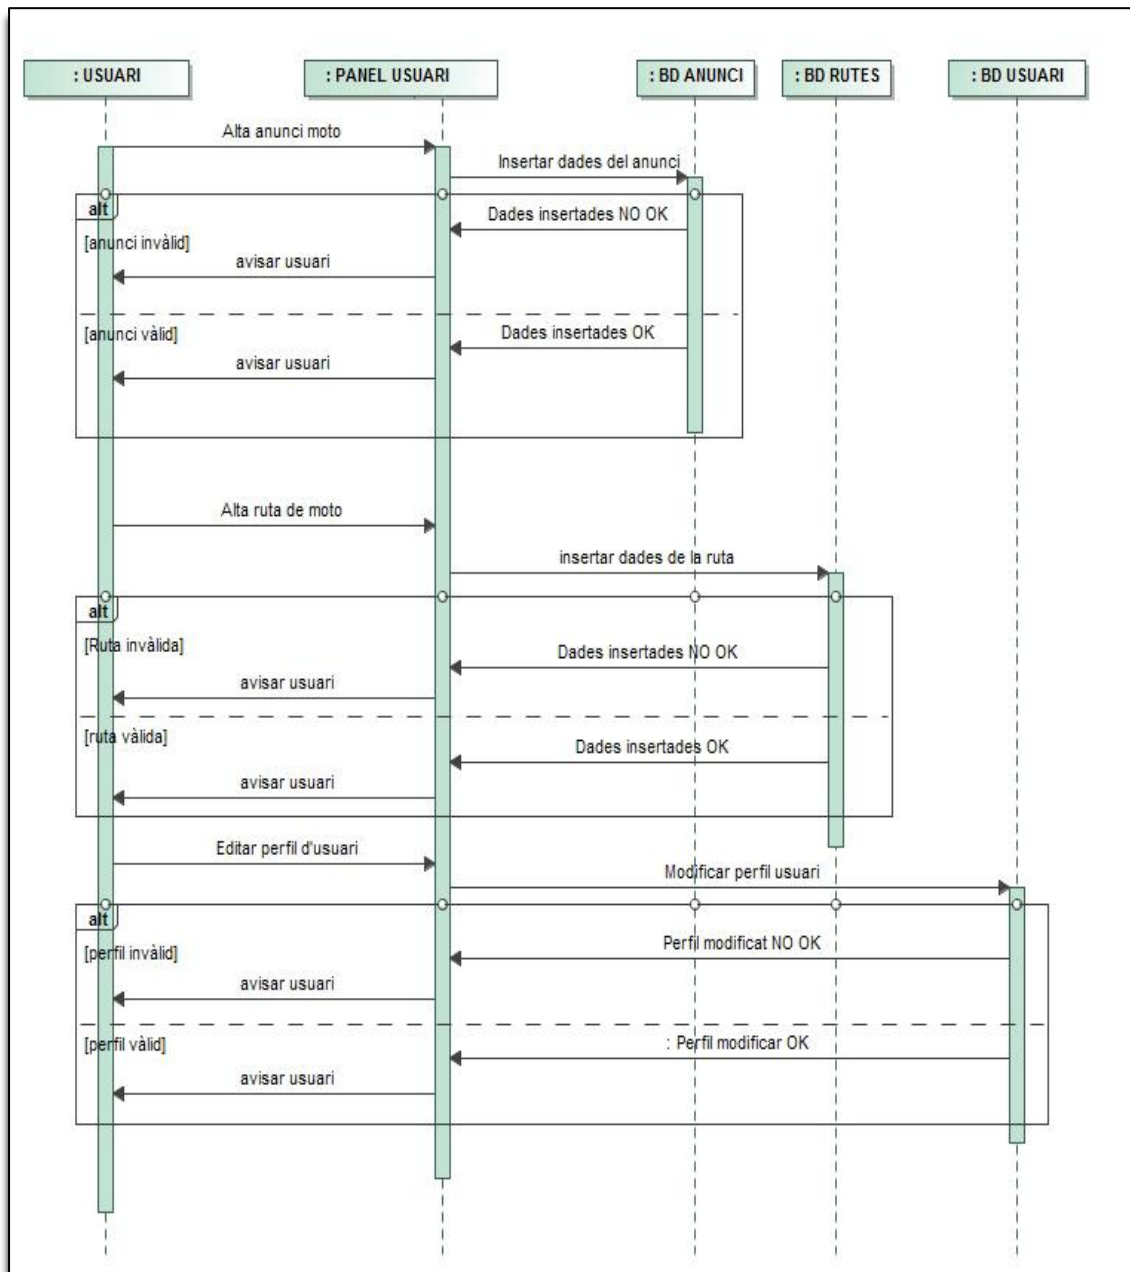 : USUARI
: PANEL USUARI
: BD ANUNCI
: BD RUTES
: BD USUARI
Alta anunci moto
Insertar dades del anunci
alt
Dades insertades NO OK
[anunci invàlid]
avisar usuari
[anunci vàlid]
Dades insertades OK
avisar usuari
Alta ruta de moto
insertar dades de la ruta
alt
[Ruta invàlida]
Dades insertades NO OK
avisar usuari
[ruta vàlida]
Dades insertades OK
avisar usuari
Editar perfil d'usuari
Modificar perfil usuari
alt
Perfil modificat NO OK
[perfil invàlid]
avisar usuari
[perfil vàlid]
: Perfil modificar OK
avisar usuari